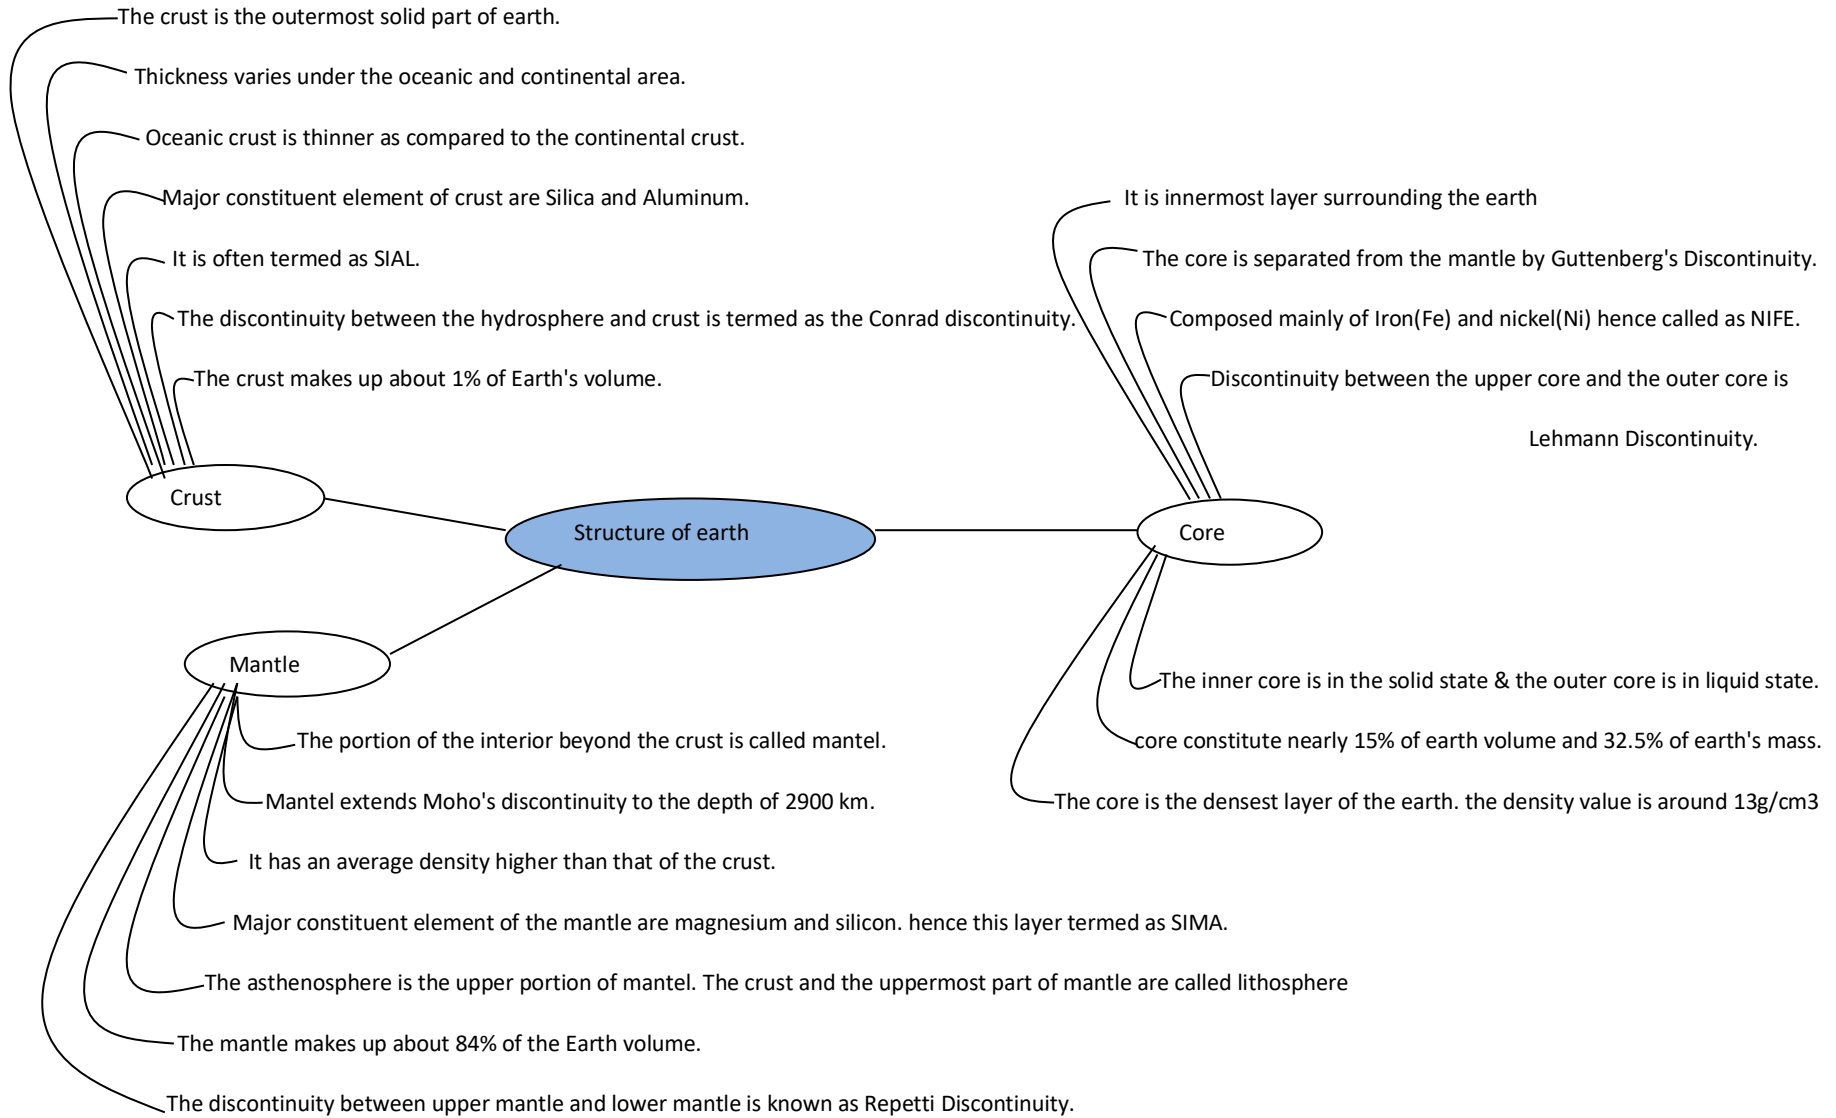 The crust is the outermost solid part of earth.
Thickness varies under the oceanic and continental area.
Oceanic crust is thinner as compared to the continental crust.
Major constituent element of crust are Silica and Aluminum.
It is often termed as SIAL.
The discontinuity between the hydrosphere and crust is termed as the Conrad discontinuity.
The crust makes up about 1% of Earth's volume.
Crust
Structure of earth
It is innermost layer surrounding the earth
The core is separated from the mantle by Guttenberg's Discontinuity.
Composed mainly of Iron(Fe) and nickel(Ni) hence called as NIFE.
Discontinuity between the upper core and the outer core is
Lehmann Discontinuity.
Core
The inner core is in the solid state & the outer core is in liquid state.
core constitute nearly 15% of earth volume and 32.5% of earth's mass.
The core is the densest layer of the earth. the density value is around 13g/cm3
Mantle
The portion of the interior beyond the crust is called mantel.
Mantel extends Moho's discontinuity to the depth of 2900 km.
It has an average density higher than that of the crust.
Major constituent element of the mantle are magnesium and silicon. hence this layer termed as SIMA.
The asthenosphere is the upper portion of mantel. The crust and the uppermost part of mantle are called lithosphere
The mantle makes up about 84% of the Earth volume.
The discontinuity between upper mantle and lower mantle is known as Repetti Discontinuity.